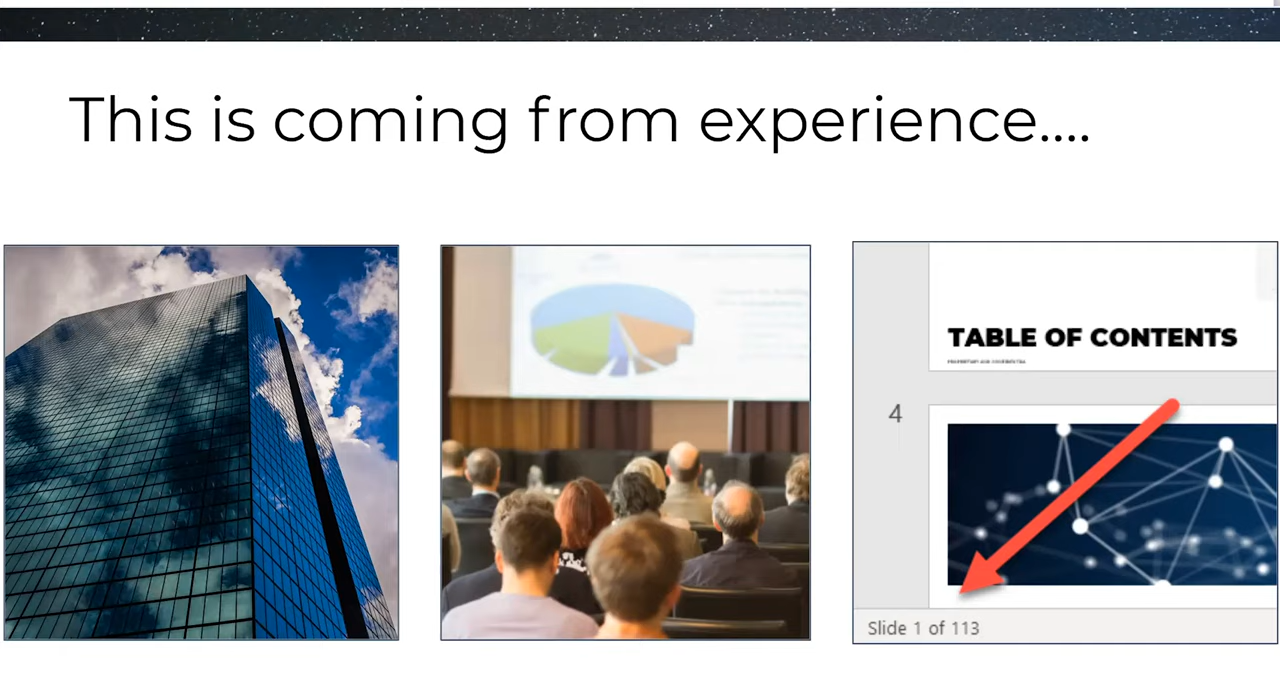 This is coming from experience....
TABLE OF CONTENTS
4
Slide 1 of 113